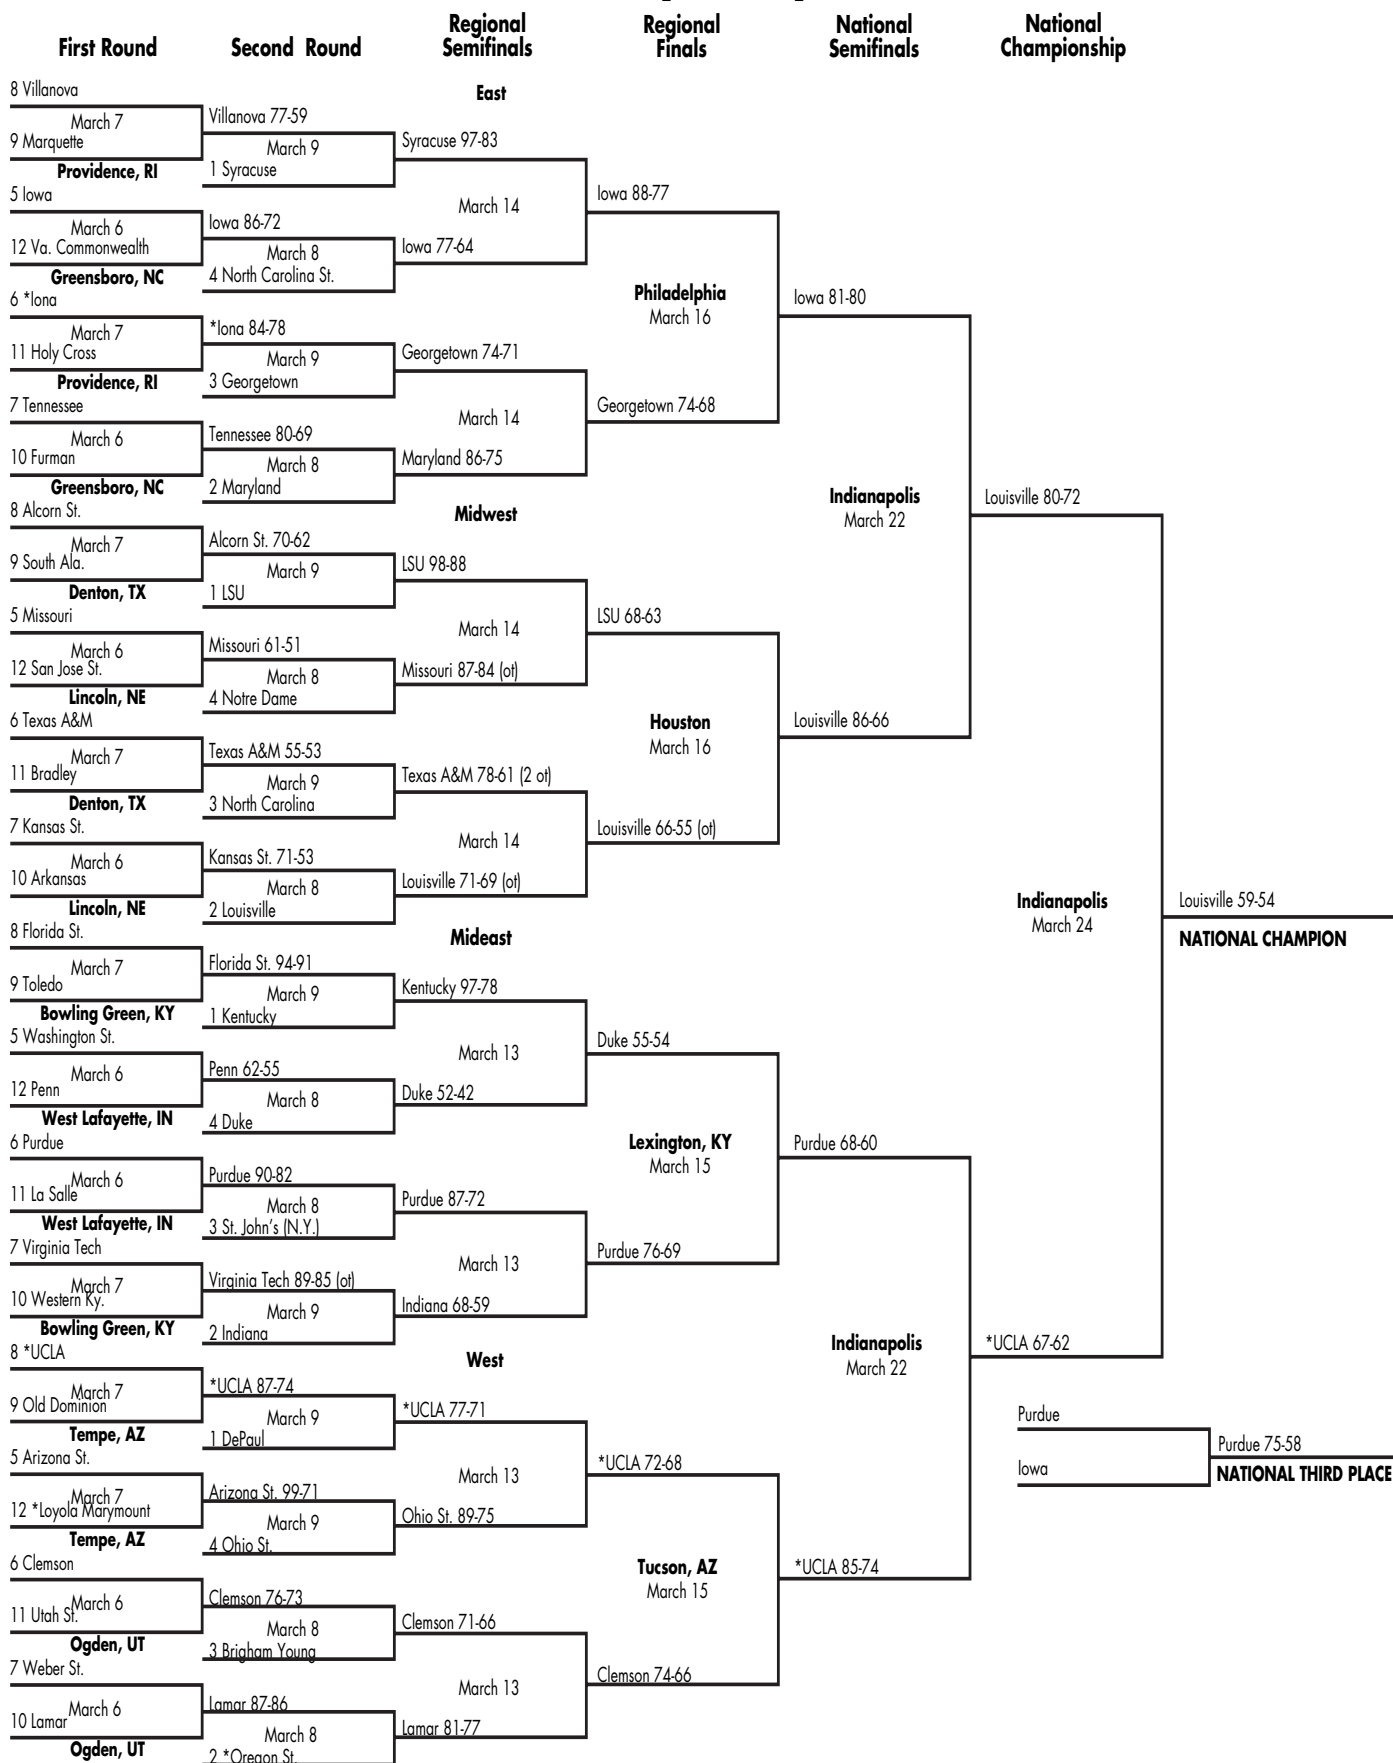 First Round
Second Round
Regional
Semifinals
Regional
Finals
National
Semifinals
National
Championship
8 Villanova
March 7
9 Marquette
Providence, RI
5 Iowa
March 6
12 Va. Commonwealth
Greensboro, NC
6 *Iona
March 7
11 Holy Cross
Providence, RI
7 Tennessee
March 6
10 Furman
Greensboro, NC
8 Alcorn St.
March 7
9 South Ala.
Denton, TX
5 Missouri
March 6
12 San Jose St.
Lincoln, NE
6 Texas A&M
March 7
11 Bradley
Denton, TX
7 Kansas St.
March 6
10 Arkansas
Lincoln, NE
8 Florida St.
March 7
9 Toledo
Bowling Green, KY
5 Washington St.
March 6
12 Penn
West Lafayette, IN
6 Purdue
March 6
11 La Salle
West Lafayette, IN
7 Virginia Tech
March 7
10 Western Ky.
Bowling Green, KY
8 *UCLA
March 7
9 Old Dominion
Tempe, AZ
5 Arizona St.
March 7
12 *Loyola Marymount
Tempe, AZ
6 Clemson
March 6
11 Utah St.
Ogden, UT
7 Weber St.
March 6
10 Lamar
Ogden, UT
Villanova 77-59
March 9
1 Syracuse
Iowa 86-72
March 8
4 North Carolina St.
*Iona 84-78
March 9
3 Georgetown
Tennessee 80-69
March 8
2 Maryland
Alcorn St. 70-62
March 9
1 LSU
Missouri 61-51
March 8
4 Notre Dame
Texas A&M 55-53
March 9
3 North Carolina
Kansas St. 71-53
March 8
2 Louisville
Florida St. 94-91
March 9
1 Kentucky
Penn 62-55
March 8
4 Duke
Purdue 90-82
March 8
3 St. John's (N.Y.)
Virginia Tech 89-85 (ot)
March 9
2 Indiana
*UCLA 87-74
March 9
1 DePaul
Arizona St. 99-71
March 9
4 Ohio St.
Clemson 76-73
March 8
3 Brigham Young
Lamar 87-86
March 8
2 *Oregon St.
East
Syracuse 97-83
March 14
Iowa 77-64
Georgetown 74-71
March 14
Maryland 86-75
Midwest
LSU 98-88
March 14
Missouri 87-84 (ot)
Texas A&M 78-61 (2 ot)
March 14
Louisville 71-69 (ot)
Mideast
Kentucky 97-78
March 13
Duke 52-42
Purdue 87-72
March 13
Indiana 68-59
West
*UCLA 77-71
March 13
Ohio St. 89-75
Clemson 71-66
March 13
Lamar 81-77
Iowa 88-77
Philadelphia
March 16
Georgetown 74-68
LSU 68-63
Houston
March 16
Louisville 66-55 (ot)
Duke 55-54
Lexington, KY
March 15
Purdue 76-69
*UCLA 72-68
Tucson, AZ
March 15
Clemson 74-66
Iowa 81-80
Indianapolis
March 22
Louisville 86-66
Purdue 68-60
Indianapolis
March 22
*UCLA 85-74
Louisville 80-72
Indianapolis
March 24
*UCLA 67-62
Louisville 59-54
NATIONAL CHAMPION
Purdue
Iowa
Purdue 75-58
NATIONAL THIRD PLACE